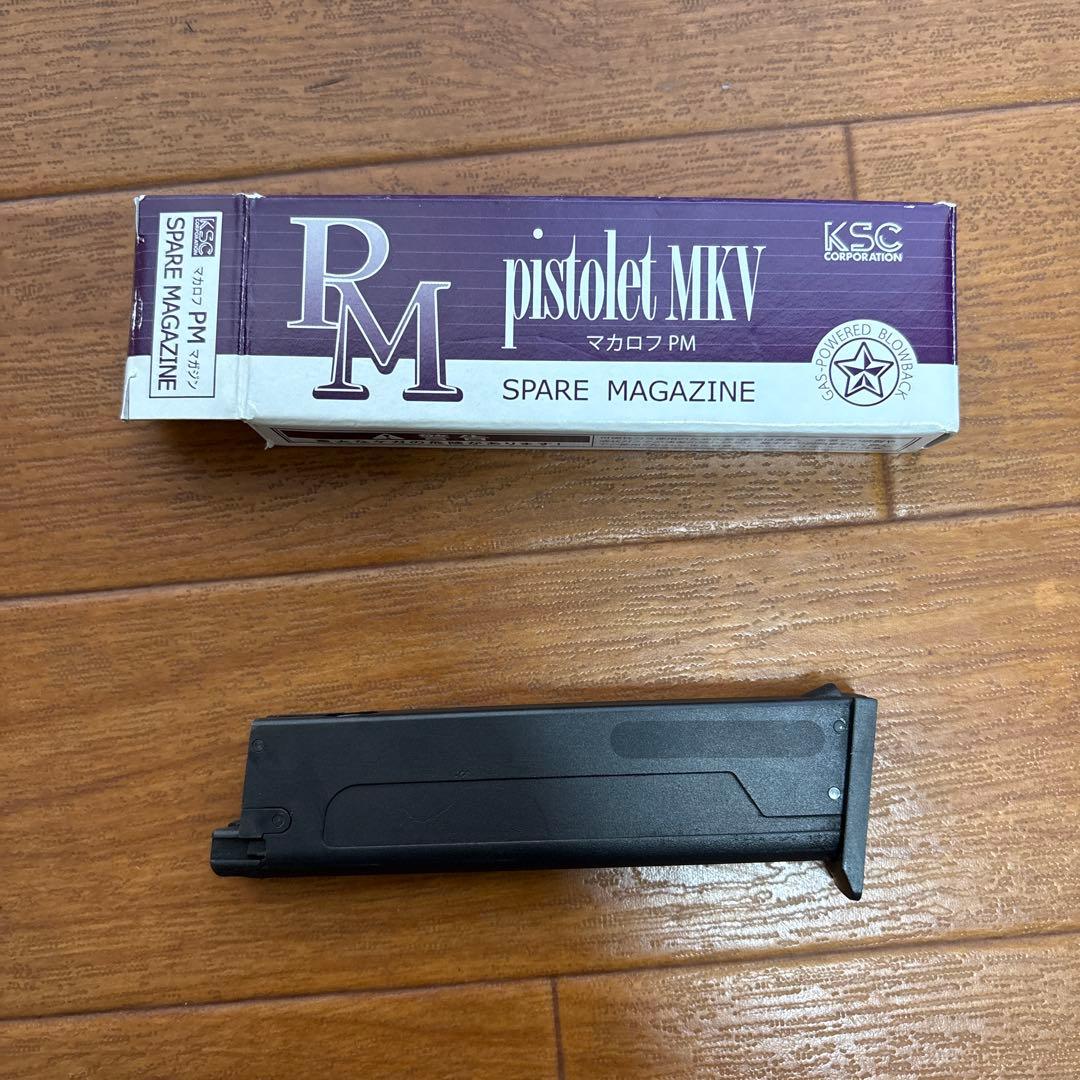 KSC
CORPORATION
マカロフ PM マガジン
SPARE MAGAZINE
PM
pistolet MKV
マカロフ PM
SPARE MAGAZINE
KSC
CORPORATION
GAS-POWERED BLOWBACK